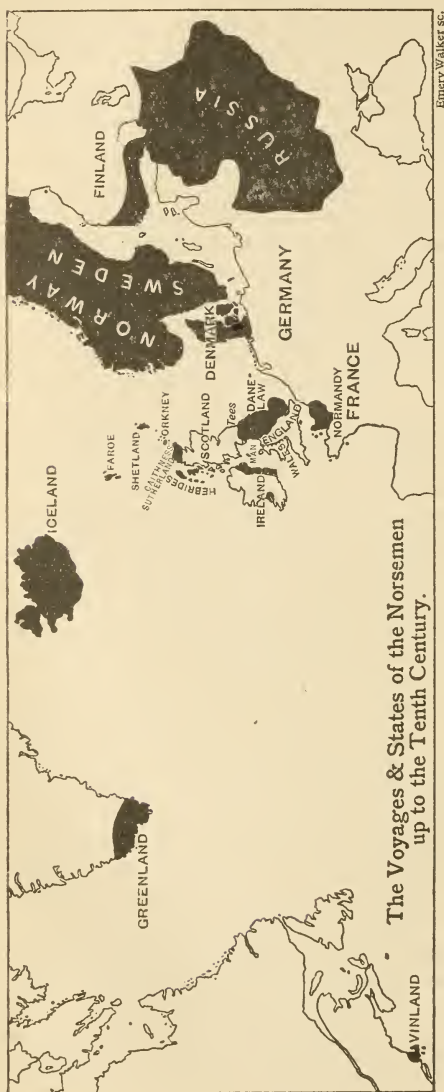 FINLAND
RUSSIA
NORWAY
SWEDEN
DENMARK
GERMANY
ICELAND
FAROE
SHETLAND
ORKNEY
CAITHNESS
SUTHERLAND
HEBRIDES
SCOTLAND
Tees
DANE
LAW
MAN
ENGLAND
WALES
IRELAND
NORMANDY
FRANCE
GREENLAND
VINLAND
The Voyages & States of the Norsemen
up to the Tenth Century.
Emery Walker sc.